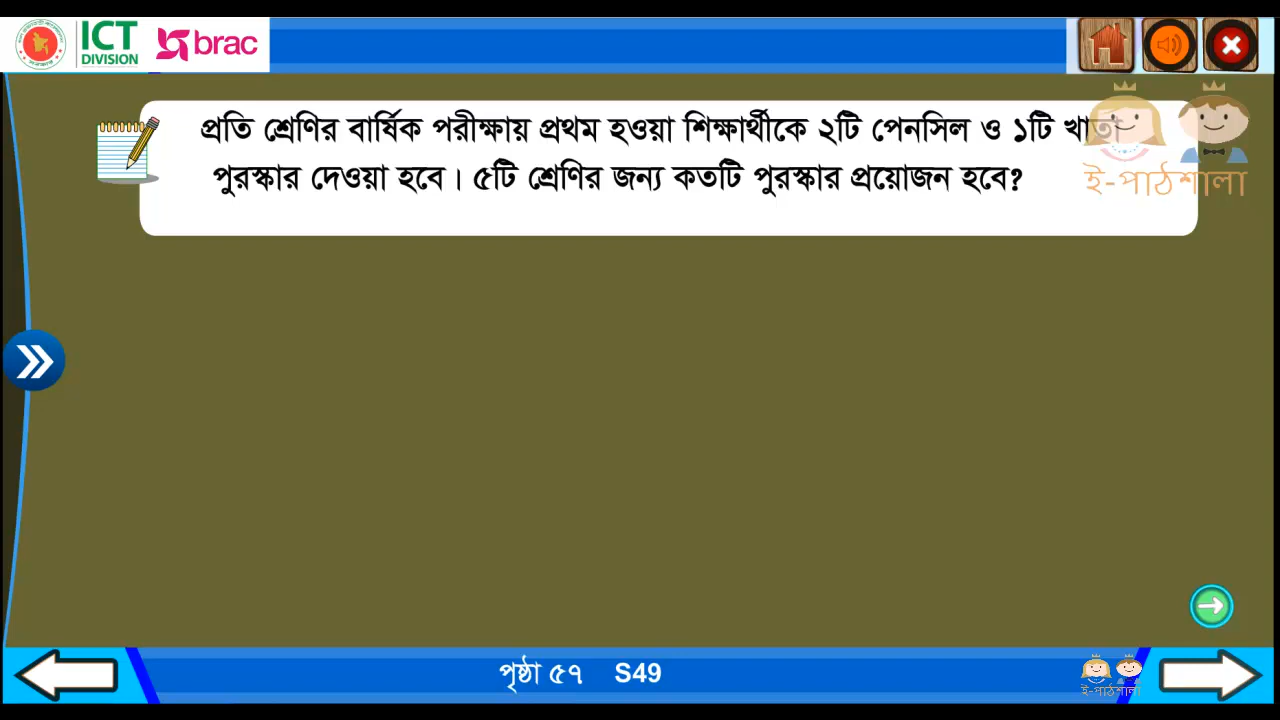 ICT
DIVISION
brac
প্রতি শ্রেণির বার্ষিক পরীক্ষায় প্রথম হওয়া শিক্ষার্থীকে ২টি পেনসিল ও ১টি খাতা
পুরস্কার দেওয়া হবে। ৫টি শ্রেণির জন্য কতটি পুরস্কার প্রয়োজন হবে?
ই-পাঠশালা
পৃষ্ঠা ৫৭ S49
ই-পাঠশালা